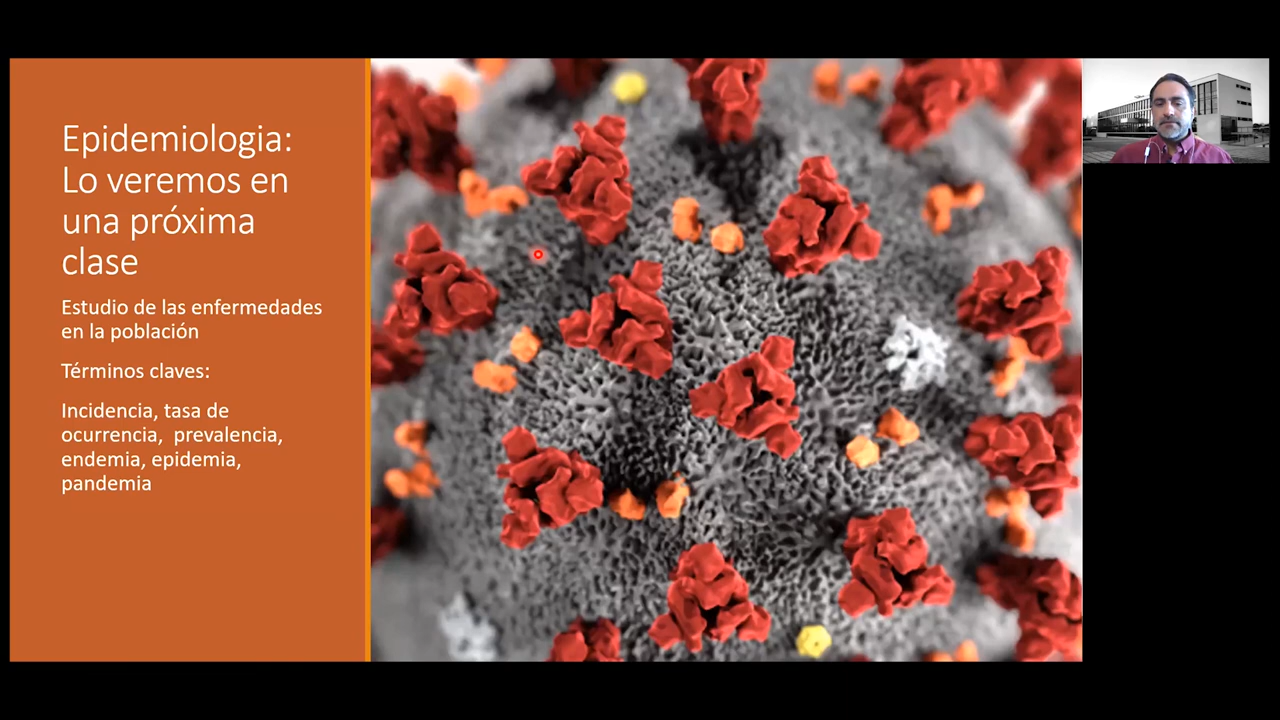 Epidemiologia:
Lo veremos en
una próxima
clase
Estudio de las enfermedades
en la población
Términos claves:
Incidencia, tasa de
ocurrencia, prevalencia,
endemia, epidemia,
pandemia